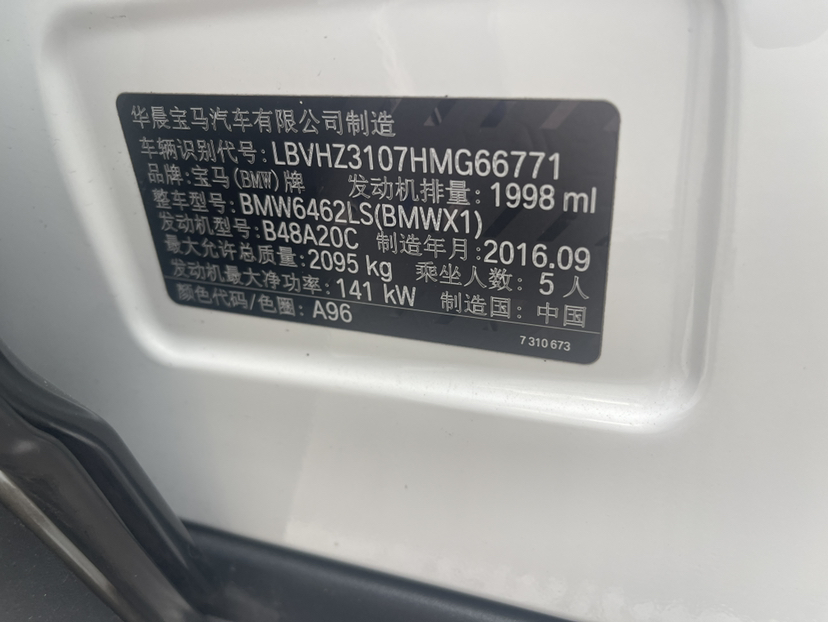 华晨宝马汽车有限公司制造
车辆识别代号: LBVHZ3107HMG66771
品牌: 宝马(BMW)牌 发动机排量: 1998 ml
整车型号: BMW6462LS(BMWX1)
发动机型号: B48A20C 制造年月: 2016.09
最大允许总质量: 2095 kg 乘坐人数: 5 人
发动机最大净功率: 141 kW 制造国: 中国
颜色代码/色圈: A96
7 310 673